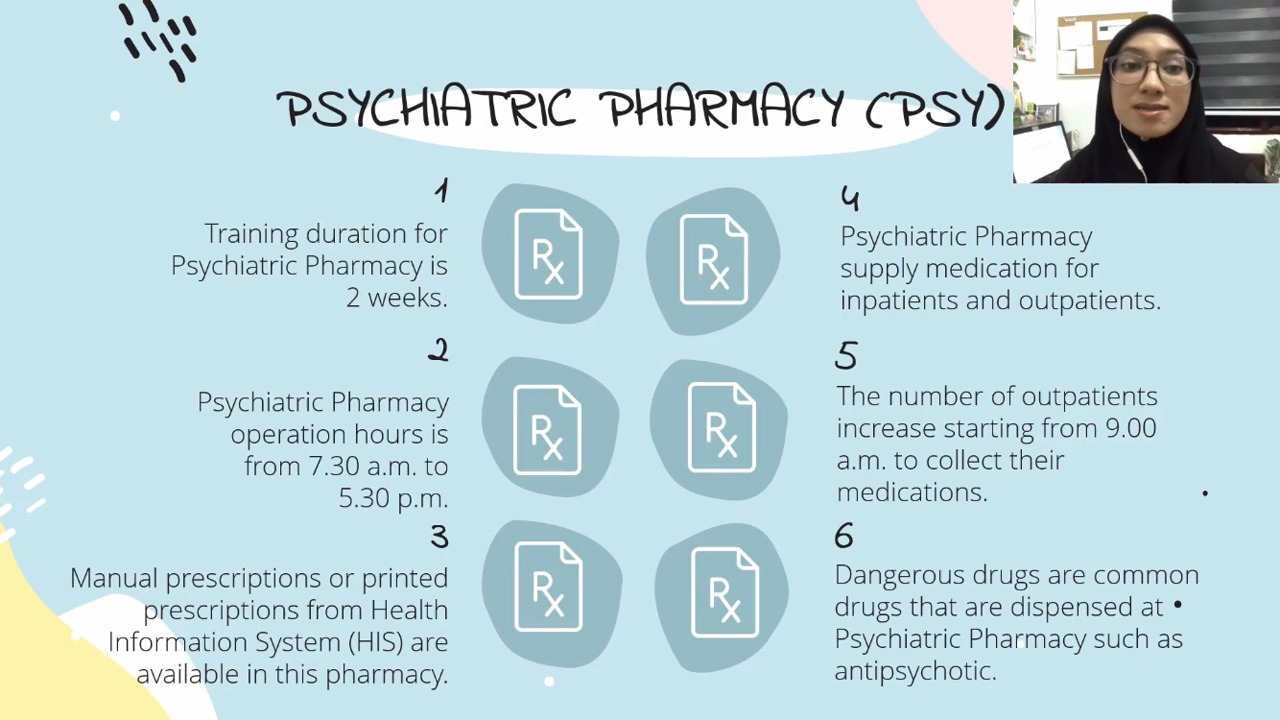 PSYCHIATRIC PHARMACY (PSY)
1
Training duration for
Psychiatric Pharmacy is
2 weeks.
2
Psychiatric Pharmacy
operation hours is
from 7.30 a.m. to
5.30 p.m.
3
Manual prescriptions or printed
prescriptions from Health
Information System (HIS) are
available in this pharmacy.
Rx
Rx
Rx
Rx
Rx
Rx
4
Psychiatric Pharmacy
supply medication for
inpatients and outpatients.
5
The number of outpatients
increase starting from 9.00
a.m. to collect their
medications.
6
Dangerous drugs are common
drugs that are dispensed at
Psychiatric Pharmacy such as
antipsychotic.